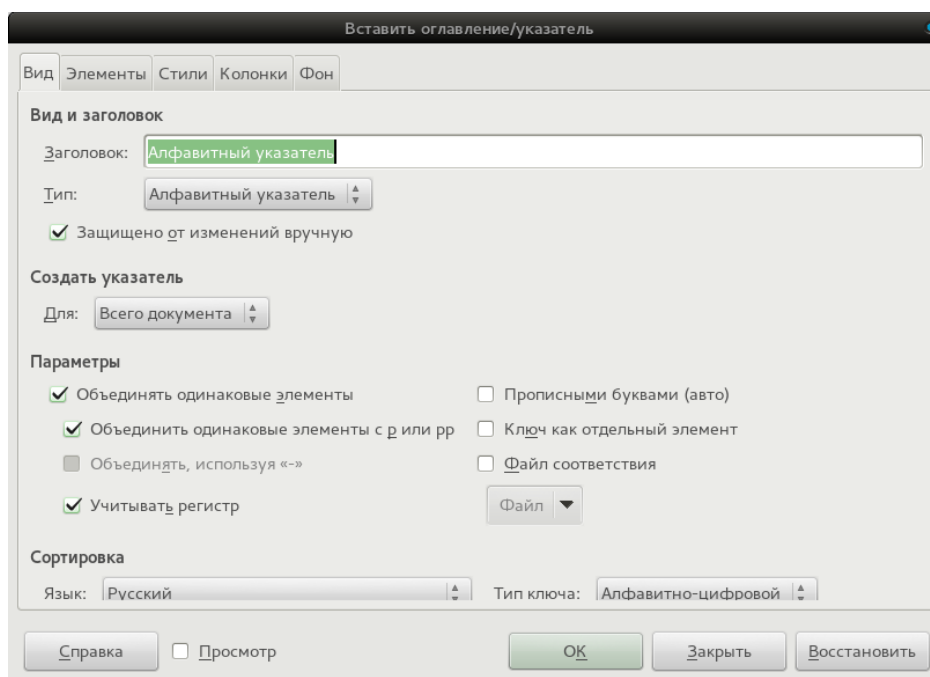 Вставить оглавление/указатель
Вид Элементы Стили Колонки Фон
Вид и заголовок
Заголовок: Алфавитный указатель
Тип: Алфавитный указатель
Защищено от изменений вручную
Создать указатель
Для: Всего документа
Параметры
Объединять одинаковые элементы
Прописными буквами (авто)
Объединить одинаковые элементы с p или pp
Ключ как отдельный элемент
Объединять, используя «-»
Файл соответствия
Учитывать регистр
Файл
Сортировка
Язык: Русский
Тип ключа: Алфавитно-цифровой
Справка
Просмотр
OK
Закрыть
Восстановить